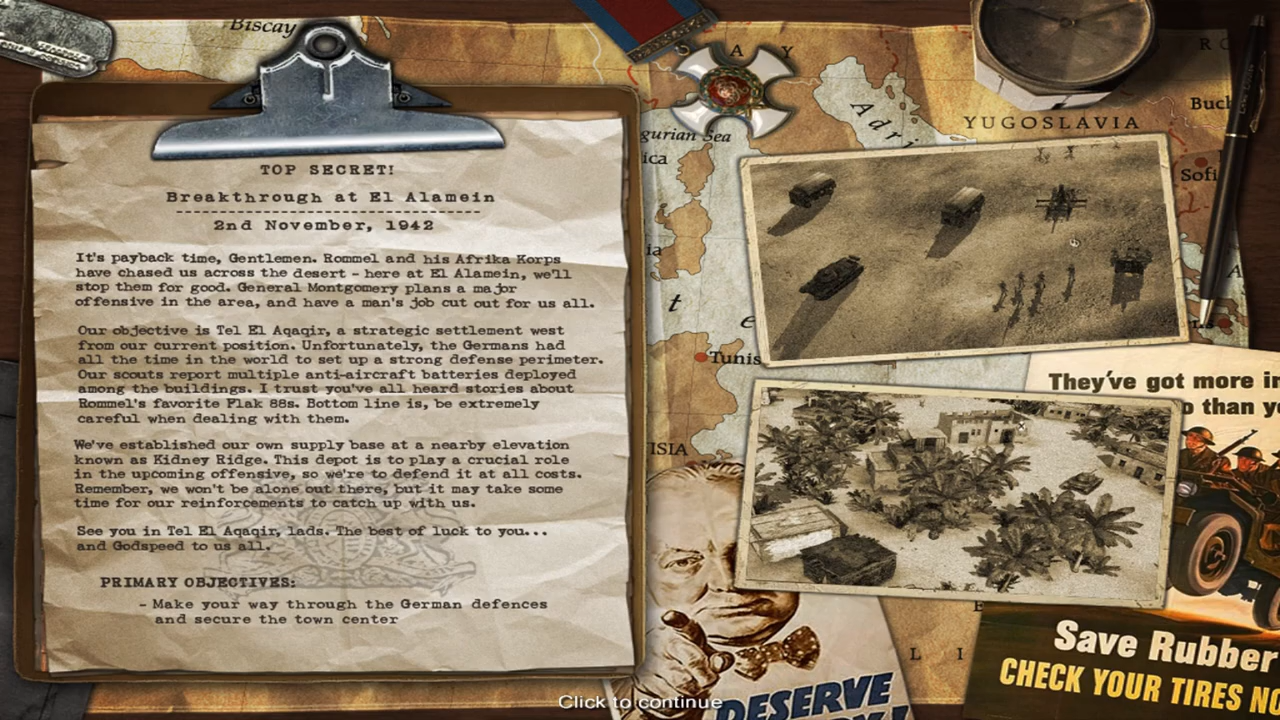 Biscay
A Y
Adri
YUGOSLAVIA
gurian Sea
ica
Sofi
ia
t
e
Tunis
ISIA
L I
TOP SECRET!
Breakthrough at El Alamein
2nd November, 1942
It's payback time, Gentlemen. Rommel and his Afrika Korps
have chased us across the desert - here at El Alamein, we'll
stop them for good. General Montgomery plans a major
offensive in the area, and have a man's job cut out for us all.
Our objective is Tel El Aqaqir, a strategic settlement west
from our current position. Unfortunately, the Germans had
all the time in the world to set up a strong defense perimeter.
Our scouts report multiple anti-aircraft batteries deployed
among the buildings. I trust you've all heard stories about
Rommel's favorite Flak 88s. Bottom line is, be extremely
careful when dealing with them.
We've established our own supply base at a nearby elevation
known as Kidney Ridge. This depot is to play a crucial role
in the upcoming offensive, so we're to defend it at all costs.
Remember, we won't be alone out there, but it may take some
time for our reinforcements to catch up with us.
See you in Tel El Aqaqir, lads. The best of luck to you...
and Godspeed to us all.
PRIMARY OBJECTIVES:
- Make your way through the German defences
and secure the town center
They've got more in
o than yo
Save Rubber
CHECK YOUR TIRES NO
DESERVE
Click to continue